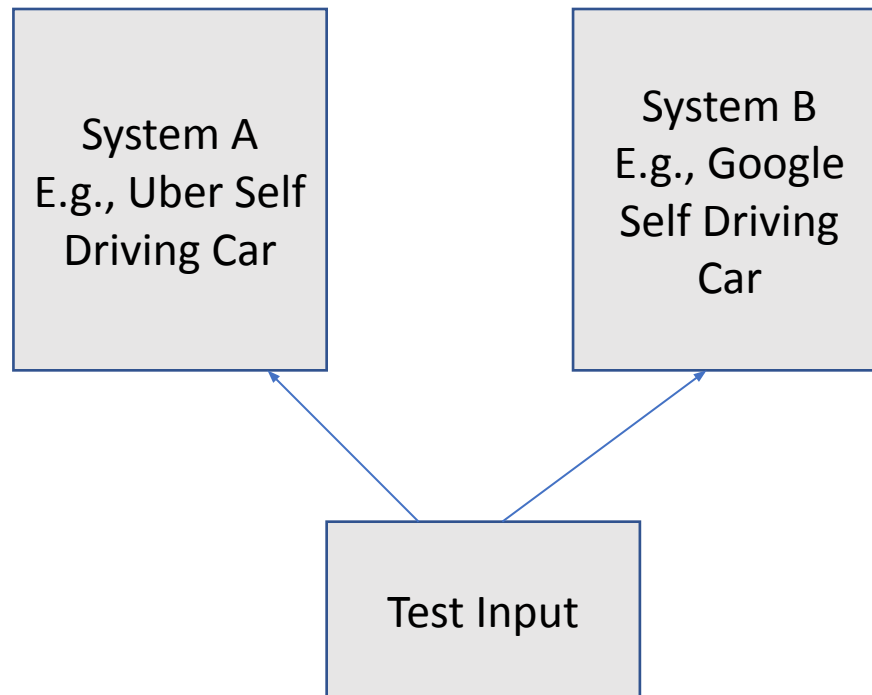 System A
E.g., Uber Self
Driving Car
System B
E.g., Google
Self Driving
Car
Test Input